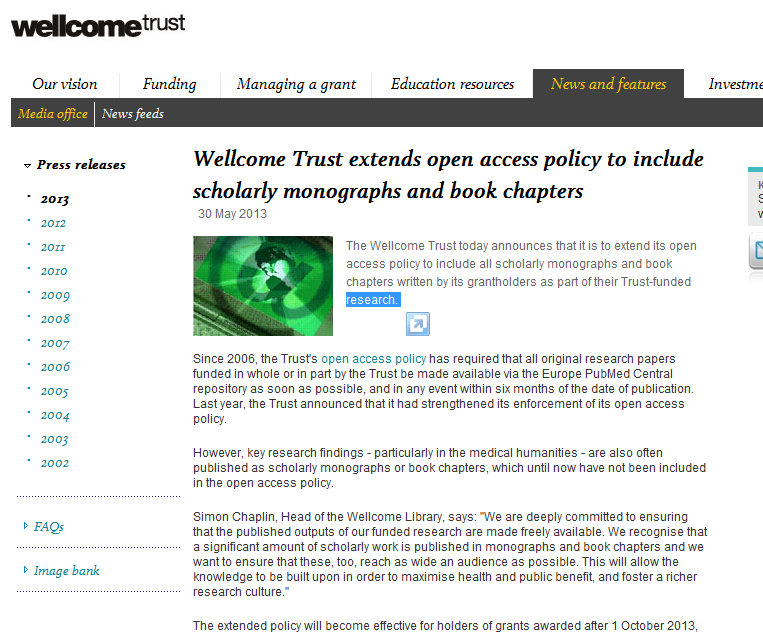 wellcometrust
Our vision
Funding
Managing a grant
Education resources
News and features
Investme
Media office
News feeds
Press releases
2013
2012
2011
2010
2009
2008
2007
2006
2005
2004
2003
2002
FAQs
Image bank
Wellcome Trust extends open access policy to include
scholarly monographs and book chapters
30 May 2013
The Wellcome Trust today announces that it is to extend its open
access policy to include all scholarly monographs and book
chapters written by its grantholders as part of their Trust-funded
research.
Since 2006, the Trust's open access policy has required that all original research papers
funded in whole or in part by the Trust be made available via the Europe PubMed Central
repository as soon as possible, and in any event within six months of the date of publication.
Last year, the Trust announced that it had strengthened its enforcement of its open access
policy.
However, key research findings - particularly in the medical humanities - are also often
published as scholarly monographs or book chapters, which until now have not been included
in the open access policy.
Simon Chaplin, Head of the Wellcome Library, says: "We are deeply committed to ensuring
that the published outputs of our funded research are made freely available. We recognise that
a significant amount of scholarly work is published in monographs and book chapters and we
want to ensure that these, too, reach as wide an audience as possible. This will allow the
knowledge to be built upon in order to maximise health and public benefit, and foster a richer
research culture."
The extended policy will become effective for holders of grants awarded after 1 October 2013,